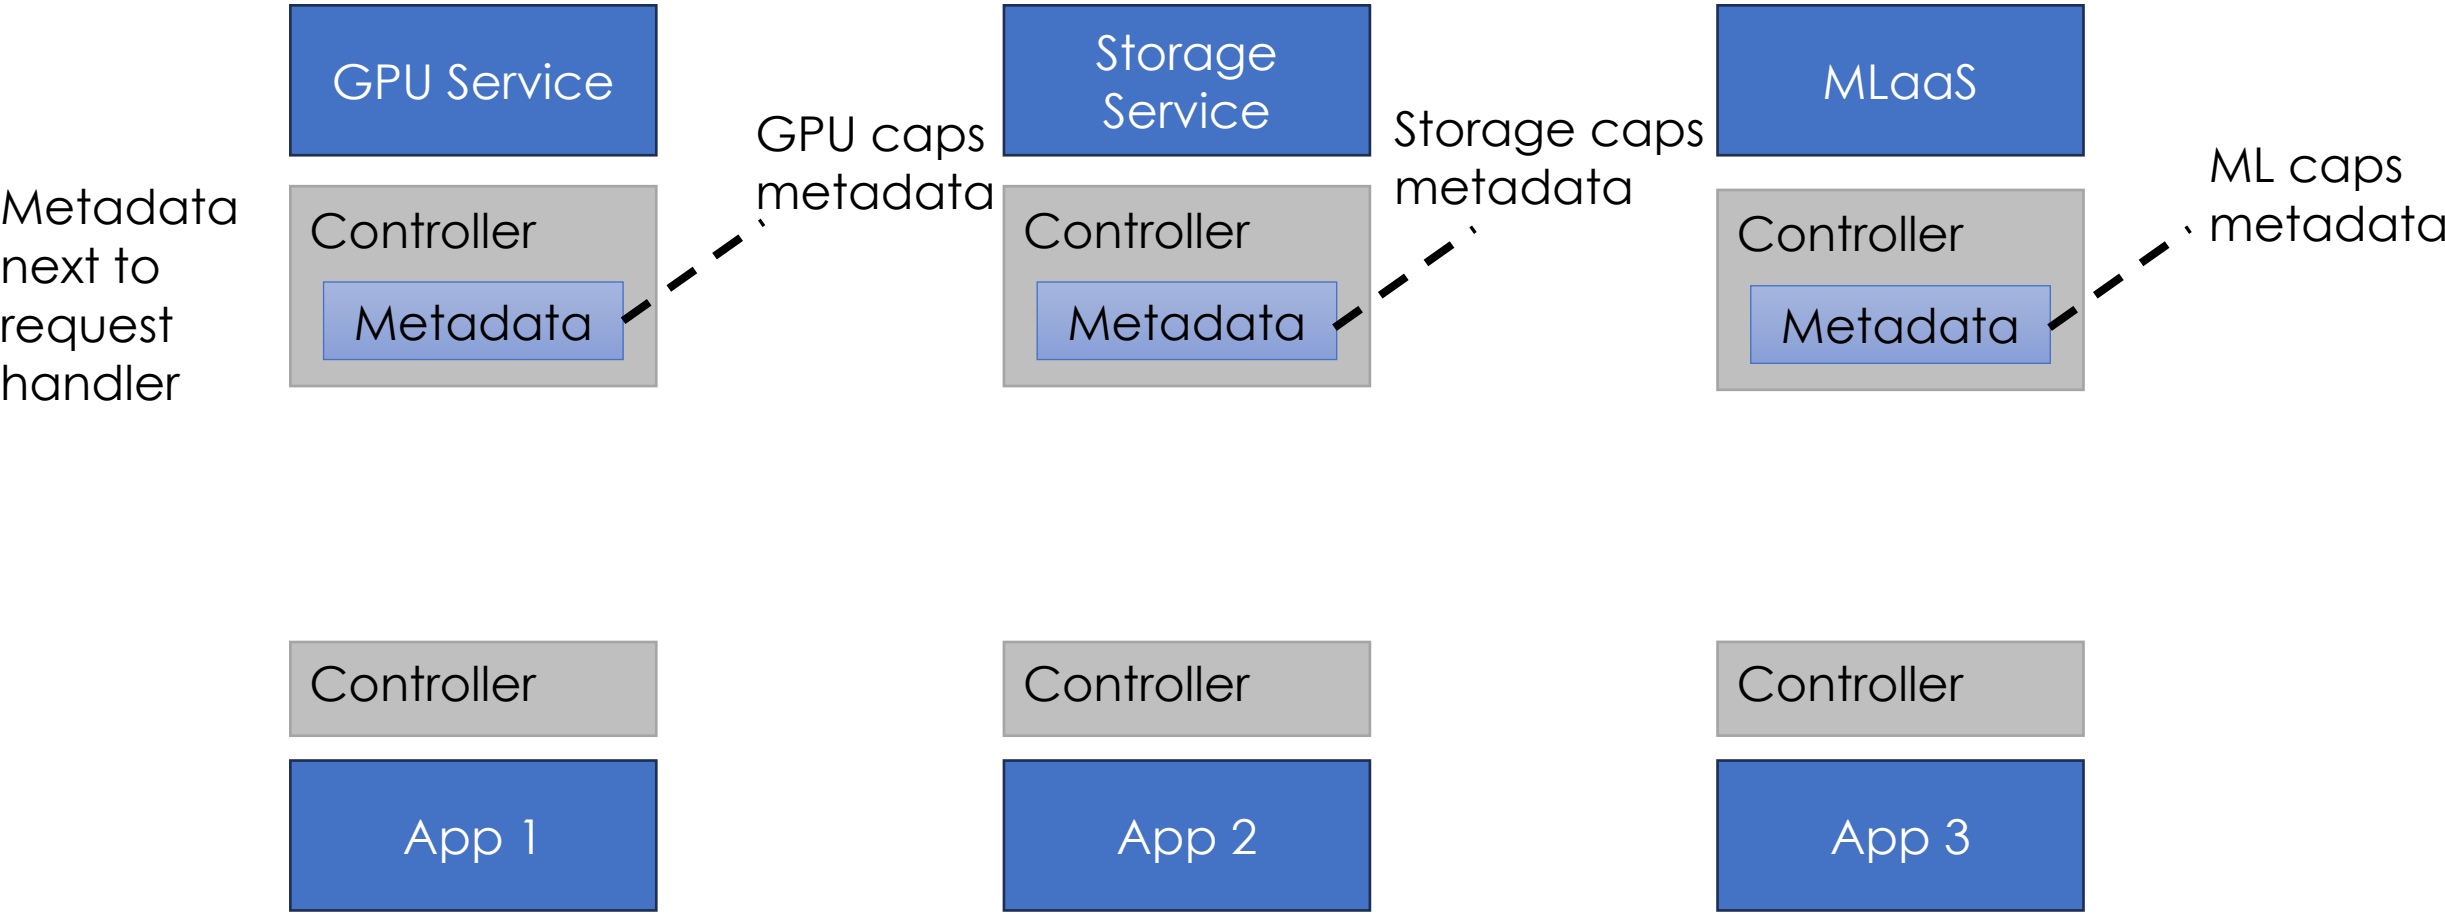 GPU Service
Storage
Service
MLaaS
GPU caps
metadata
Storage caps
metadata
ML caps
metadata
Metadata
next to
request
handler
Controller
Metadata
Controller
Metadata
Controller
Metadata
Controller
Controller
Controller
App 1
App 2
App 3